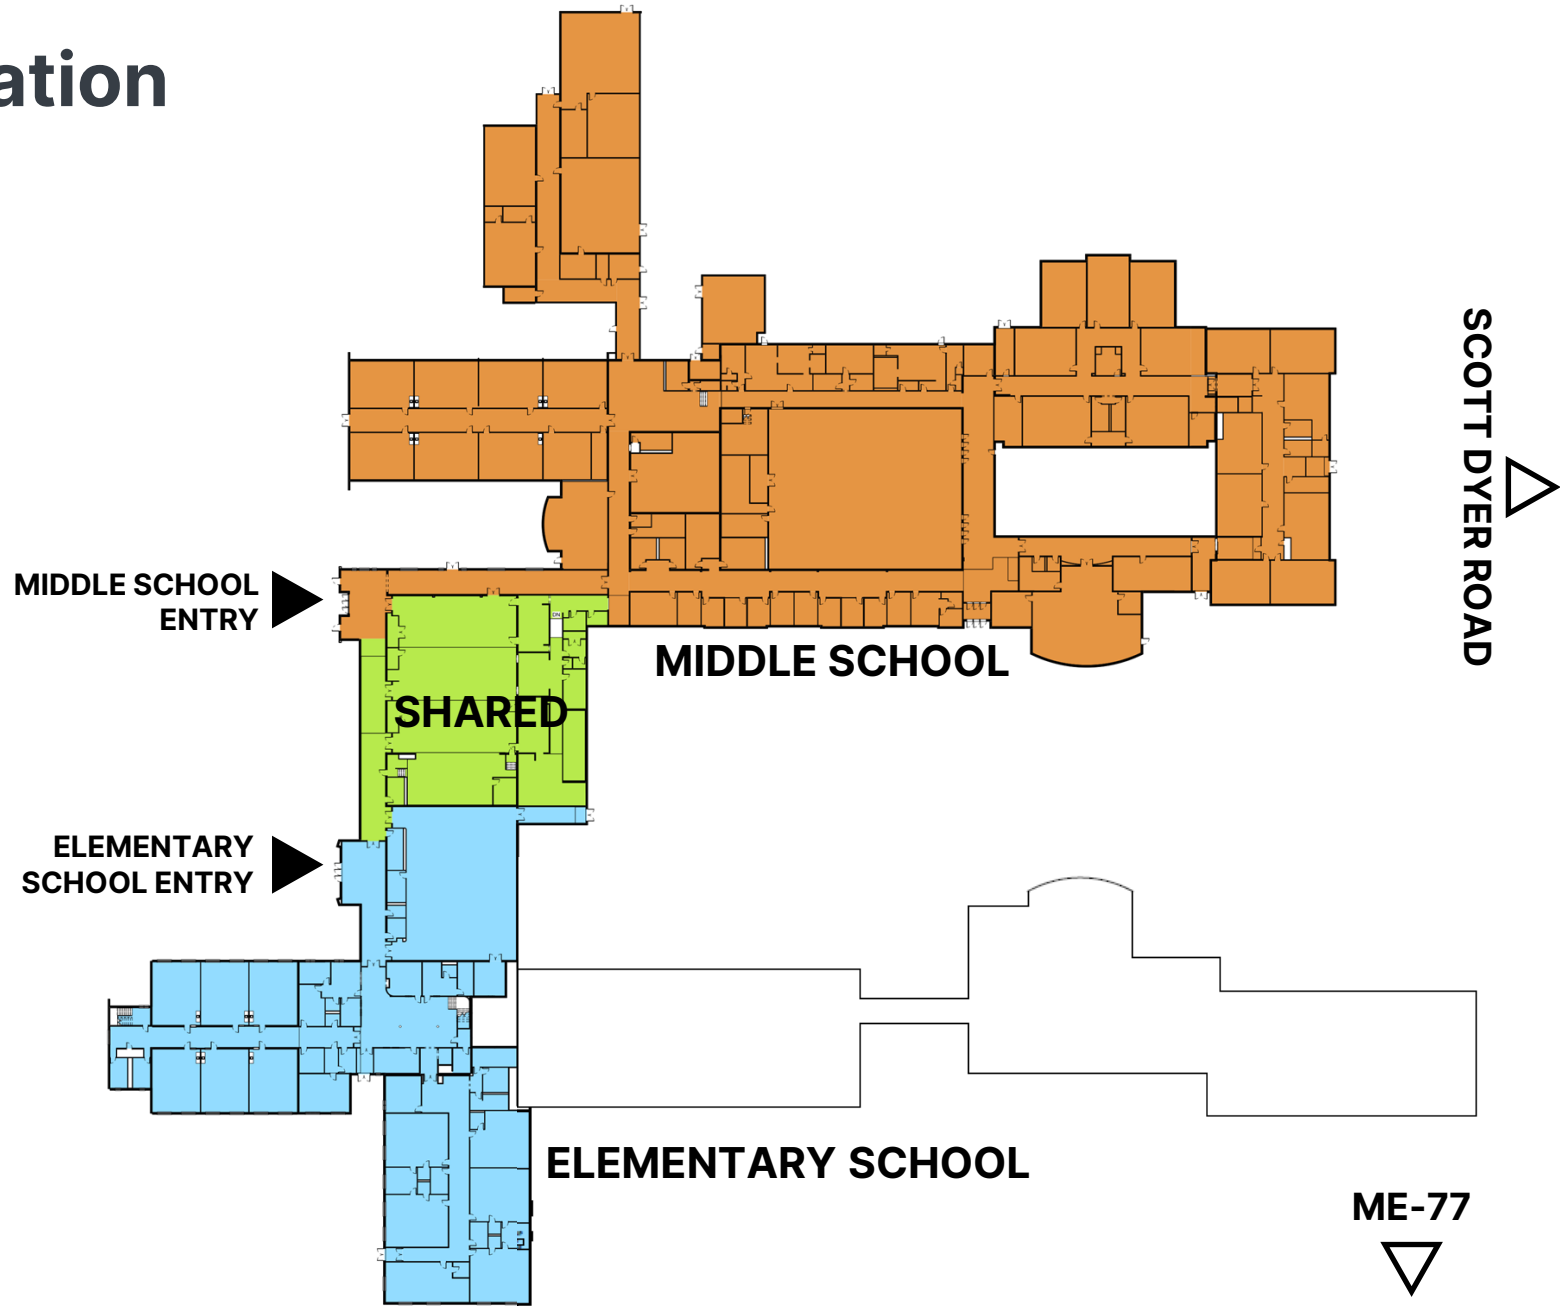 ation
SCOTT DYER ROAD
MIDDLE SCHOOL
ENTRY
MIDDLE SCHOOL
SHARED
ELEMENTARY
SCHOOL ENTRY
ELEMENTARY SCHOOL
ME-77